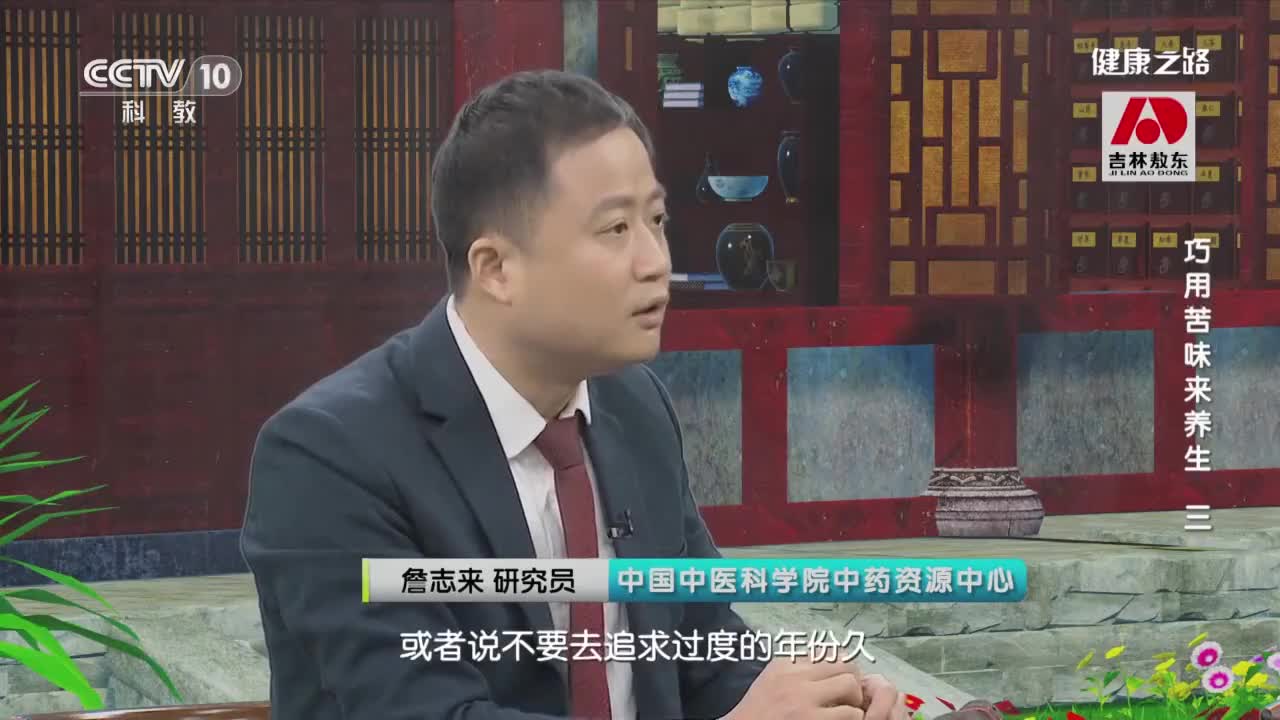 CCTV 10
科教
健康之路
吉林敖东
JI LIN AO DONG
巧用苦味来养生 三
詹志来 研究员
中国中医科学院中药资源中心
或者说不要去追求过度的年份久